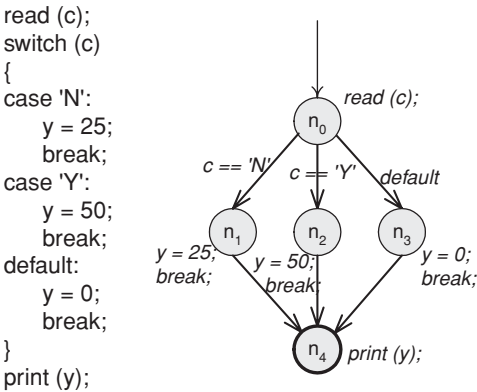 read (c);
switch (c)
{
case 'N':
y = 25;
break;
case 'Y':
y = 50;
break;
default:
y = 0;
break;
}
print (y);
read (c);
n0
c == 'N'
c == 'Y'
default
n1
n2
n3
y = 25;
break;
y = 50;
break;
y = 0;
break;
n4
print (y);